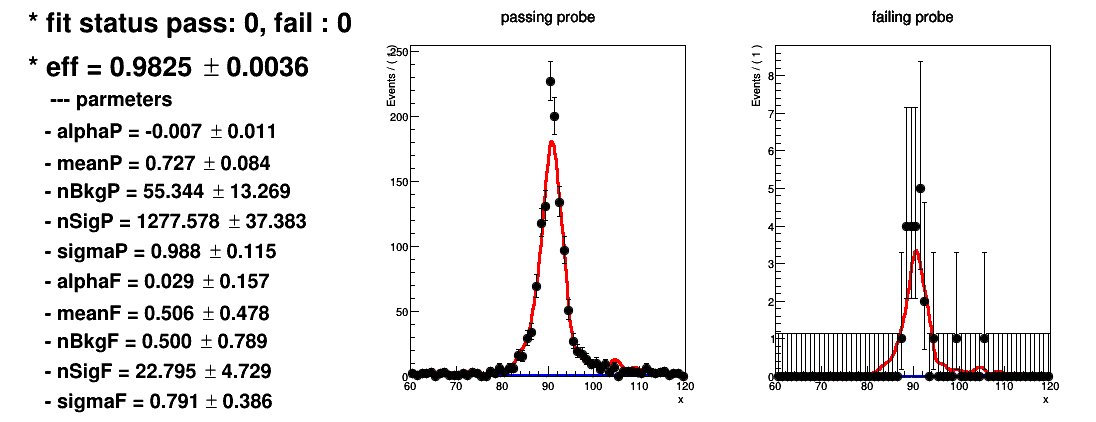 * fit status pass: 0, fail : 0
* eff = 0.9825 ± 0.0036
--- parmeters
- alphaP = -0.007 ± 0.011
- meanP = 0.727 ± 0.084
- nBkgP = 55.344 ± 13.269
- nSigP = 1277.578 ± 37.383
- sigmaP = 0.988 ± 0.115
- alphaF = 0.029 ± 0.157
- meanF = 0.506 ± 0.478
- nBkgF = 0.500 ± 0.789
- nSigF = 22.795 ± 4.729
- sigmaF = 0.791 ± 0.386
passing probe
Events / ( 1 )
250
200
150
100
50
0
60 70 80 90 100 110 120
x
failing probe
Events / ( 1 )
8
7
6
5
4
3
2
1
0
60 70 80 90 100 110 120
x